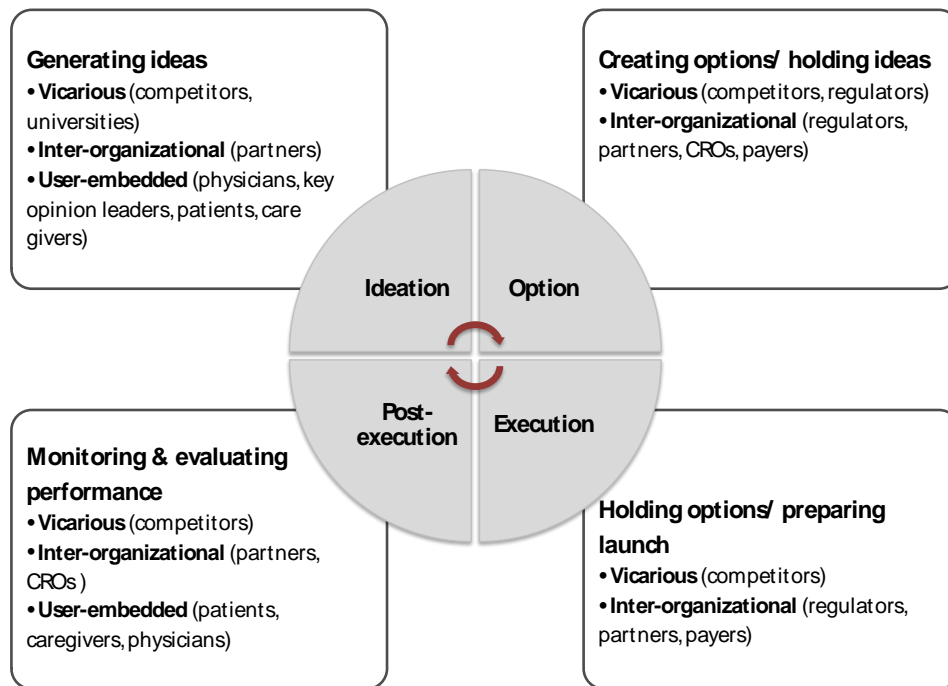 Generating ideas
• Vicarious (competitors,
universities)
• Inter-organizational (partners)
• User-embedded (physicians, key
opinion leaders, patients, care
givers)
Creating options/ holding ideas
• Vicarious (competitors, regulators)
• Inter-organizational (regulators,
partners, CROs, payers)
Ideation
Option
Post-
execution
Execution
Monitoring & evaluating
performance
• Vicarious (competitors)
• Inter-organizational (partners,
CROs )
• User-embedded (patients,
caregivers, physicians)
Holding options/ preparing
launch
• Vicarious (competitors)
• Inter-organizational (regulators,
partners, payers)